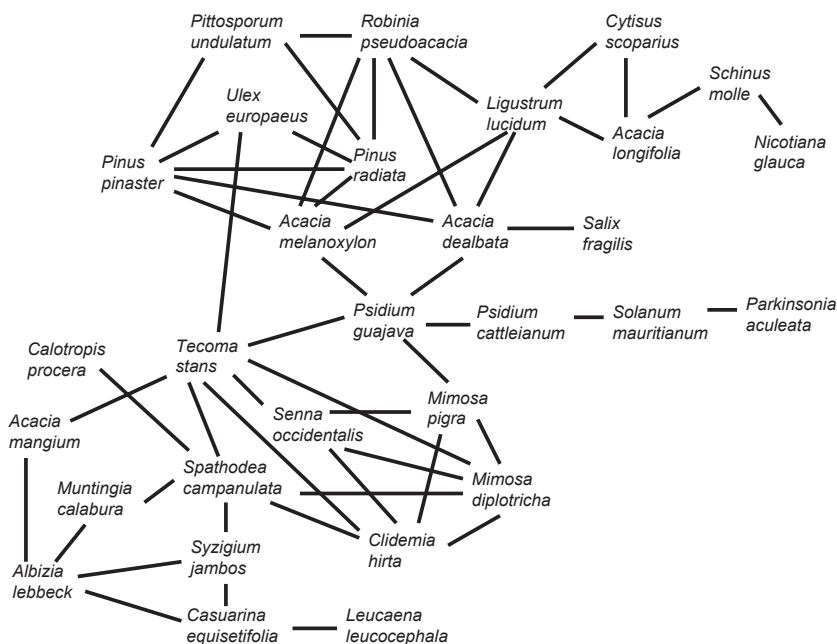 Pittosporum
undulatum
Robinia
pseudoacacia
Cytisus
scoparius
Schinus
molle
Ulex
europaeus
Ligustrum
lucidum
Acacia
longifolia
Nicotiana
glauca
Pinus
pinaster
Pinus
radiata
Acacia
melanoxylon
Acacia
dealbata
Salix
fragilis
Psidium
guajava
Psidium
cattleianum
Solanum
mauritianum
Parkinsonia
aculeata
Calotropis
procera
Tecoma
stans
Acacia
mangium
Senna
occidentalis
Mimosa
pigra
Muntingia
calabura
Spathodea
campanulata
Mimosa
diplotricha
Clidemia
hirta
Albizia
lebbeck
Syzigium
jambos
Casuarina
equisetifolia
Leucaena
leucocephala